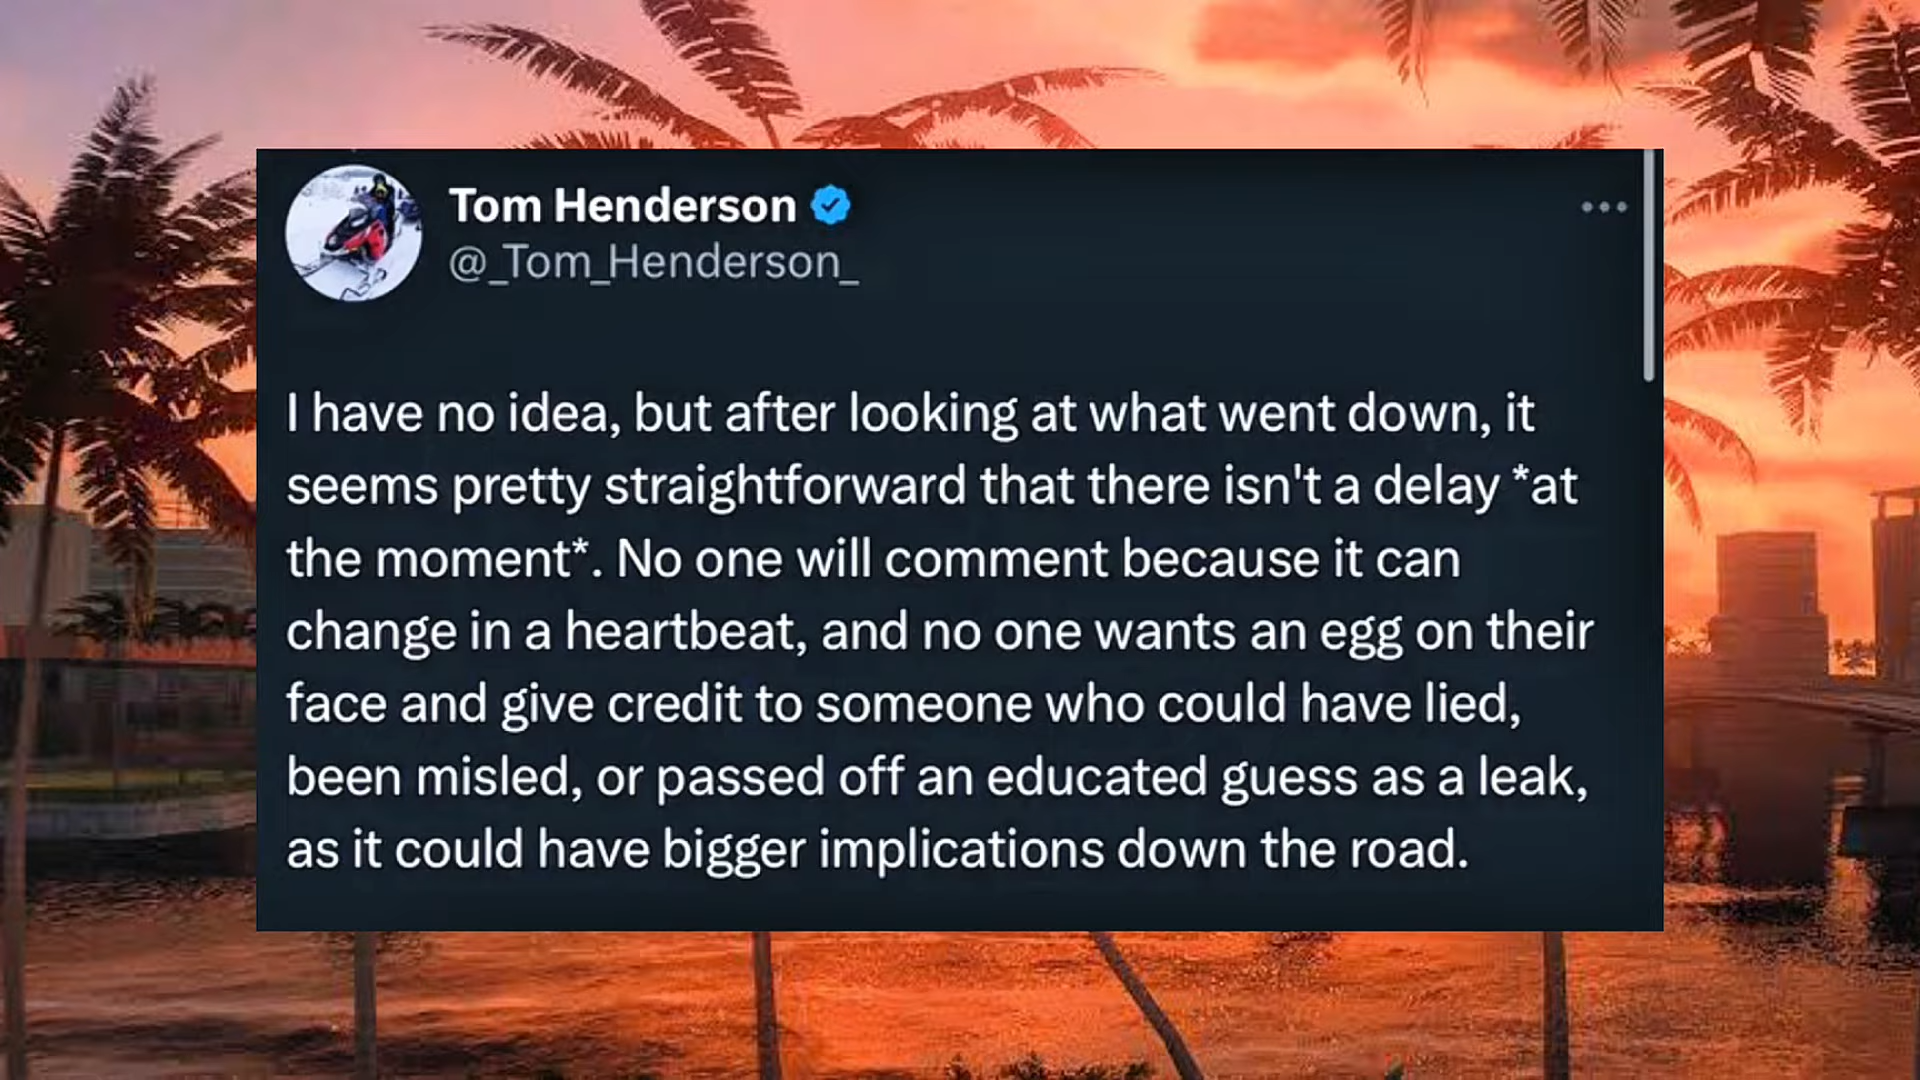 Tom Henderson
@_Tom_Henderson_
I have no idea, but after looking at what went down, it
seems pretty straightforward that there isn't a delay *at
the moment*. No one will comment because it can
change in a heartbeat, and no one wants an egg on their
face and give credit to someone who could have lied,
been misled, or passed off an educated guess as a leak,
as it could have bigger implications down the road.